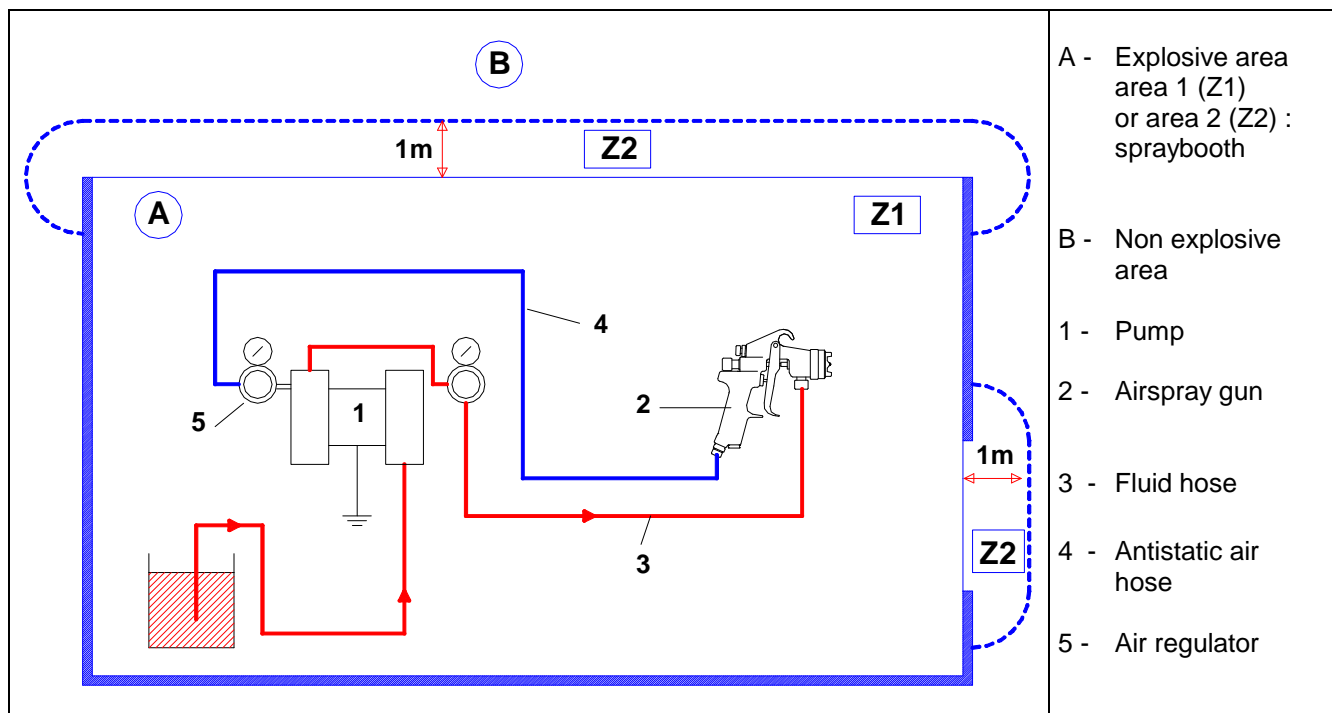 B
1m
Z2
A
Z1
4
5
1
2
1m
3
Z2
A - Explosive area
area 1 (Z1)
or area 2 (Z2) :
spraybooth
B - Non explosive
area
1 - Pump
2 - Airspray gun
3 - Fluid hose
4 - Antistatic air
hose
5 - Air regulator